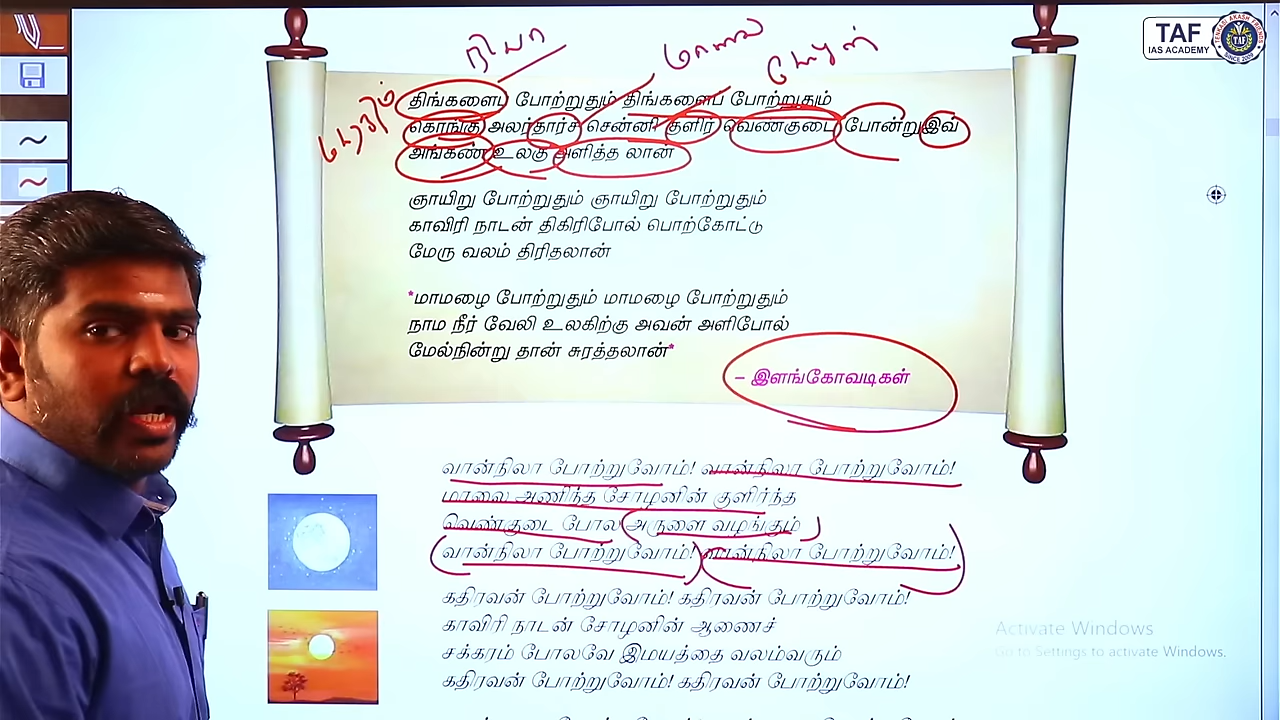 TAF
IAS ACADEMY
நிலா
மாலை
திங்களைப் போற்றுதும் திங்களைப் போற்றுதும்
கொங்கு அலர்தார்ச் சென்னி குளிர் வெண்குடை போன்றுஇவ்
அங்கண் உலகு அளித்த லான்
ஞாயிறு போற்றுதும் ஞாயிறு போற்றுதும்
காவிரி நாடன் திகிரிபோல் பொற்கோட்டு
மேரு வலம் திரிதலான்
*மாமழை போற்றுதும் மாமழை போற்றுதும்
நாம நீர் வேலி உலகிற்கு அவன் அளிபோல்
மேல்நின்று தான் சுரத்தலான்*
– இளங்கோவடிகள்
வான்நிலா போற்றுவோம்! வான்நிலா போற்றுவோம்!
மாலை அணிந்த சோழனின் குளிர்ந்த
வெண்குடை போல அருளை வழங்கும்
வான்நிலா போற்றுவோம்! வான்நிலா போற்றுவோம்!
கதிரவன் போற்றுவோம்! கதிரவன் போற்றுவோம்!
காவிரி நாடன் சோழனின் ஆணைச்
சக்கரம் போலவே இமயத்தை வலம்வரும்
கதிரவன் போற்றுவோம்! கதிரவன் போற்றுவோம்!
Activate Windows
Go to Settings to activate Windows.